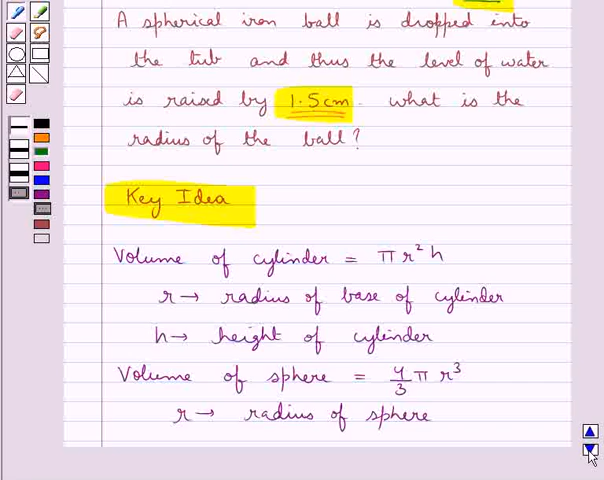 A spherical iron ball is dropped into
the tub and thus the level of water
is raised by 1.5cm. what is the
radius of the ball?
Key Idea
Volume of cylinder = π r² h
r → radius of base of cylinder
h → height of cylinder
Volume of sphere = 4/3 π r³
r → radius of sphere